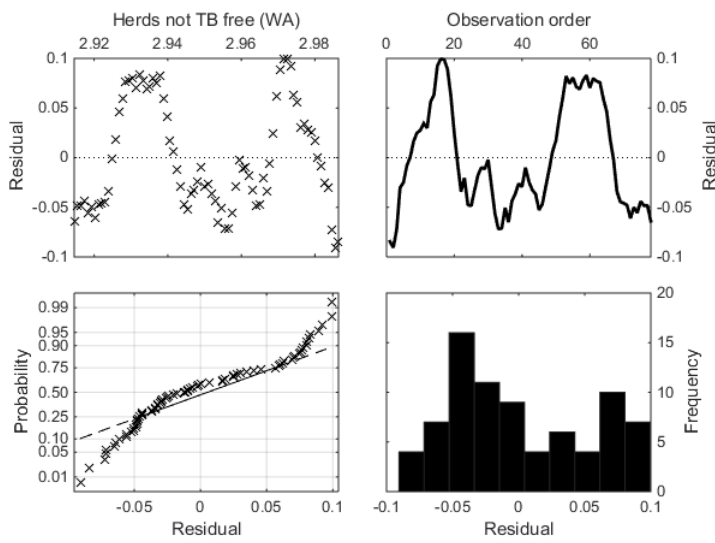 Herds not TB free (WA)
2.92 2.94 2.96 2.98
Residual
0.1
0.05
0
-0.05
-0.1
Observation order
0 20 40 60
0.1
0.05
0
-0.05
-0.1
Residual
Probability
0.99
0.95
0.90
0.75
0.50
0.25
0.10
0.05
0.01
-0.05 0 0.05 0.1
Residual
20
15
10
5
0
Frequency
-0.1 -0.05 0 0.05 0.1
Residual